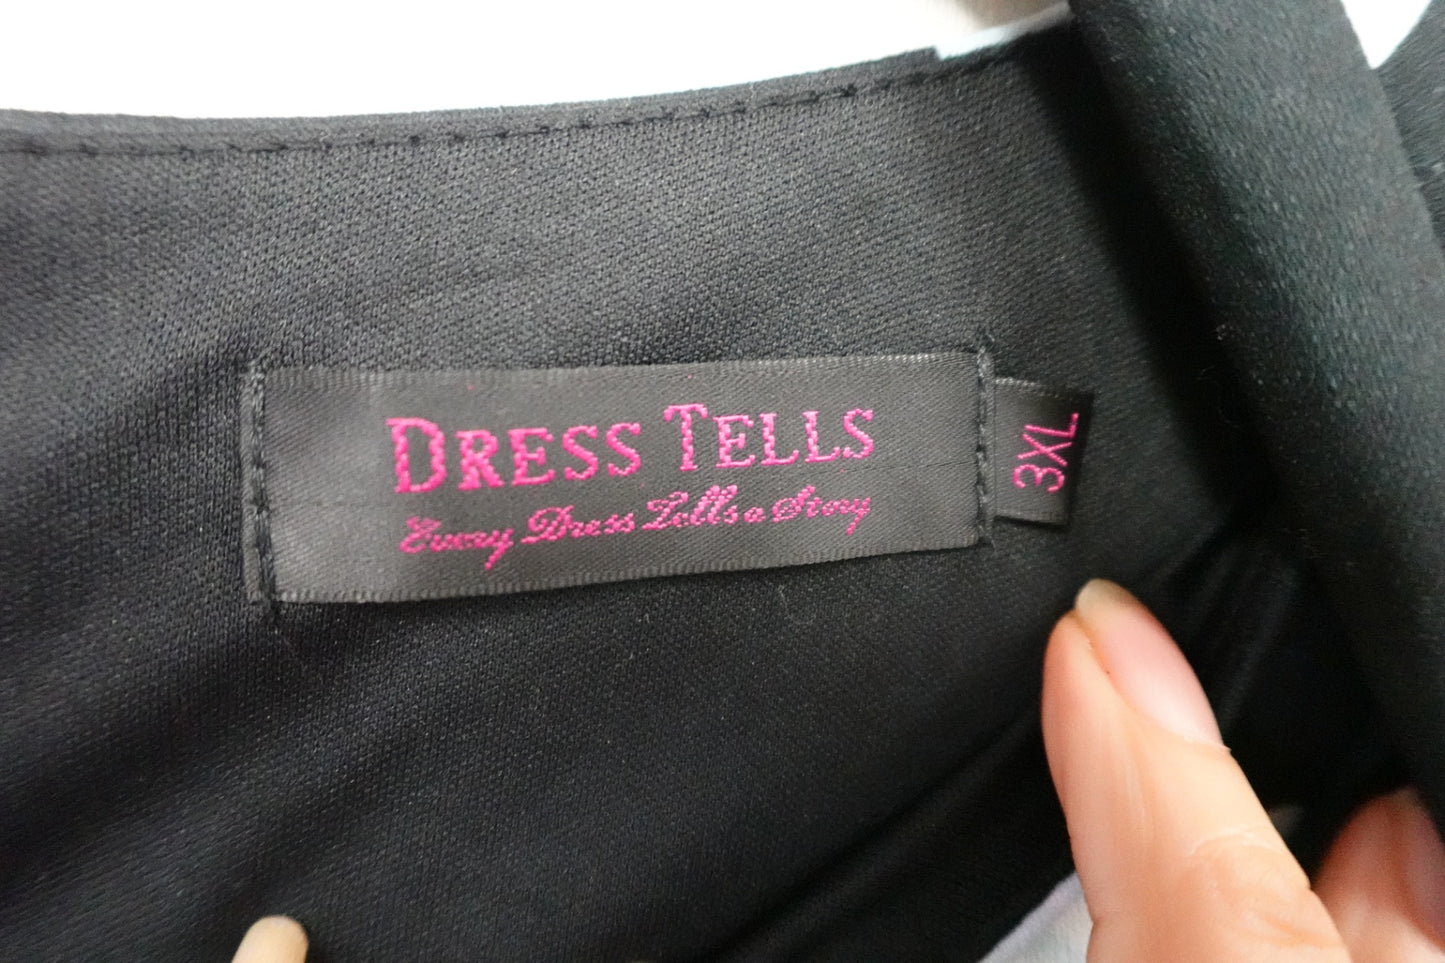 DRESS TELLS
Every Dress Tells a Story
3XL